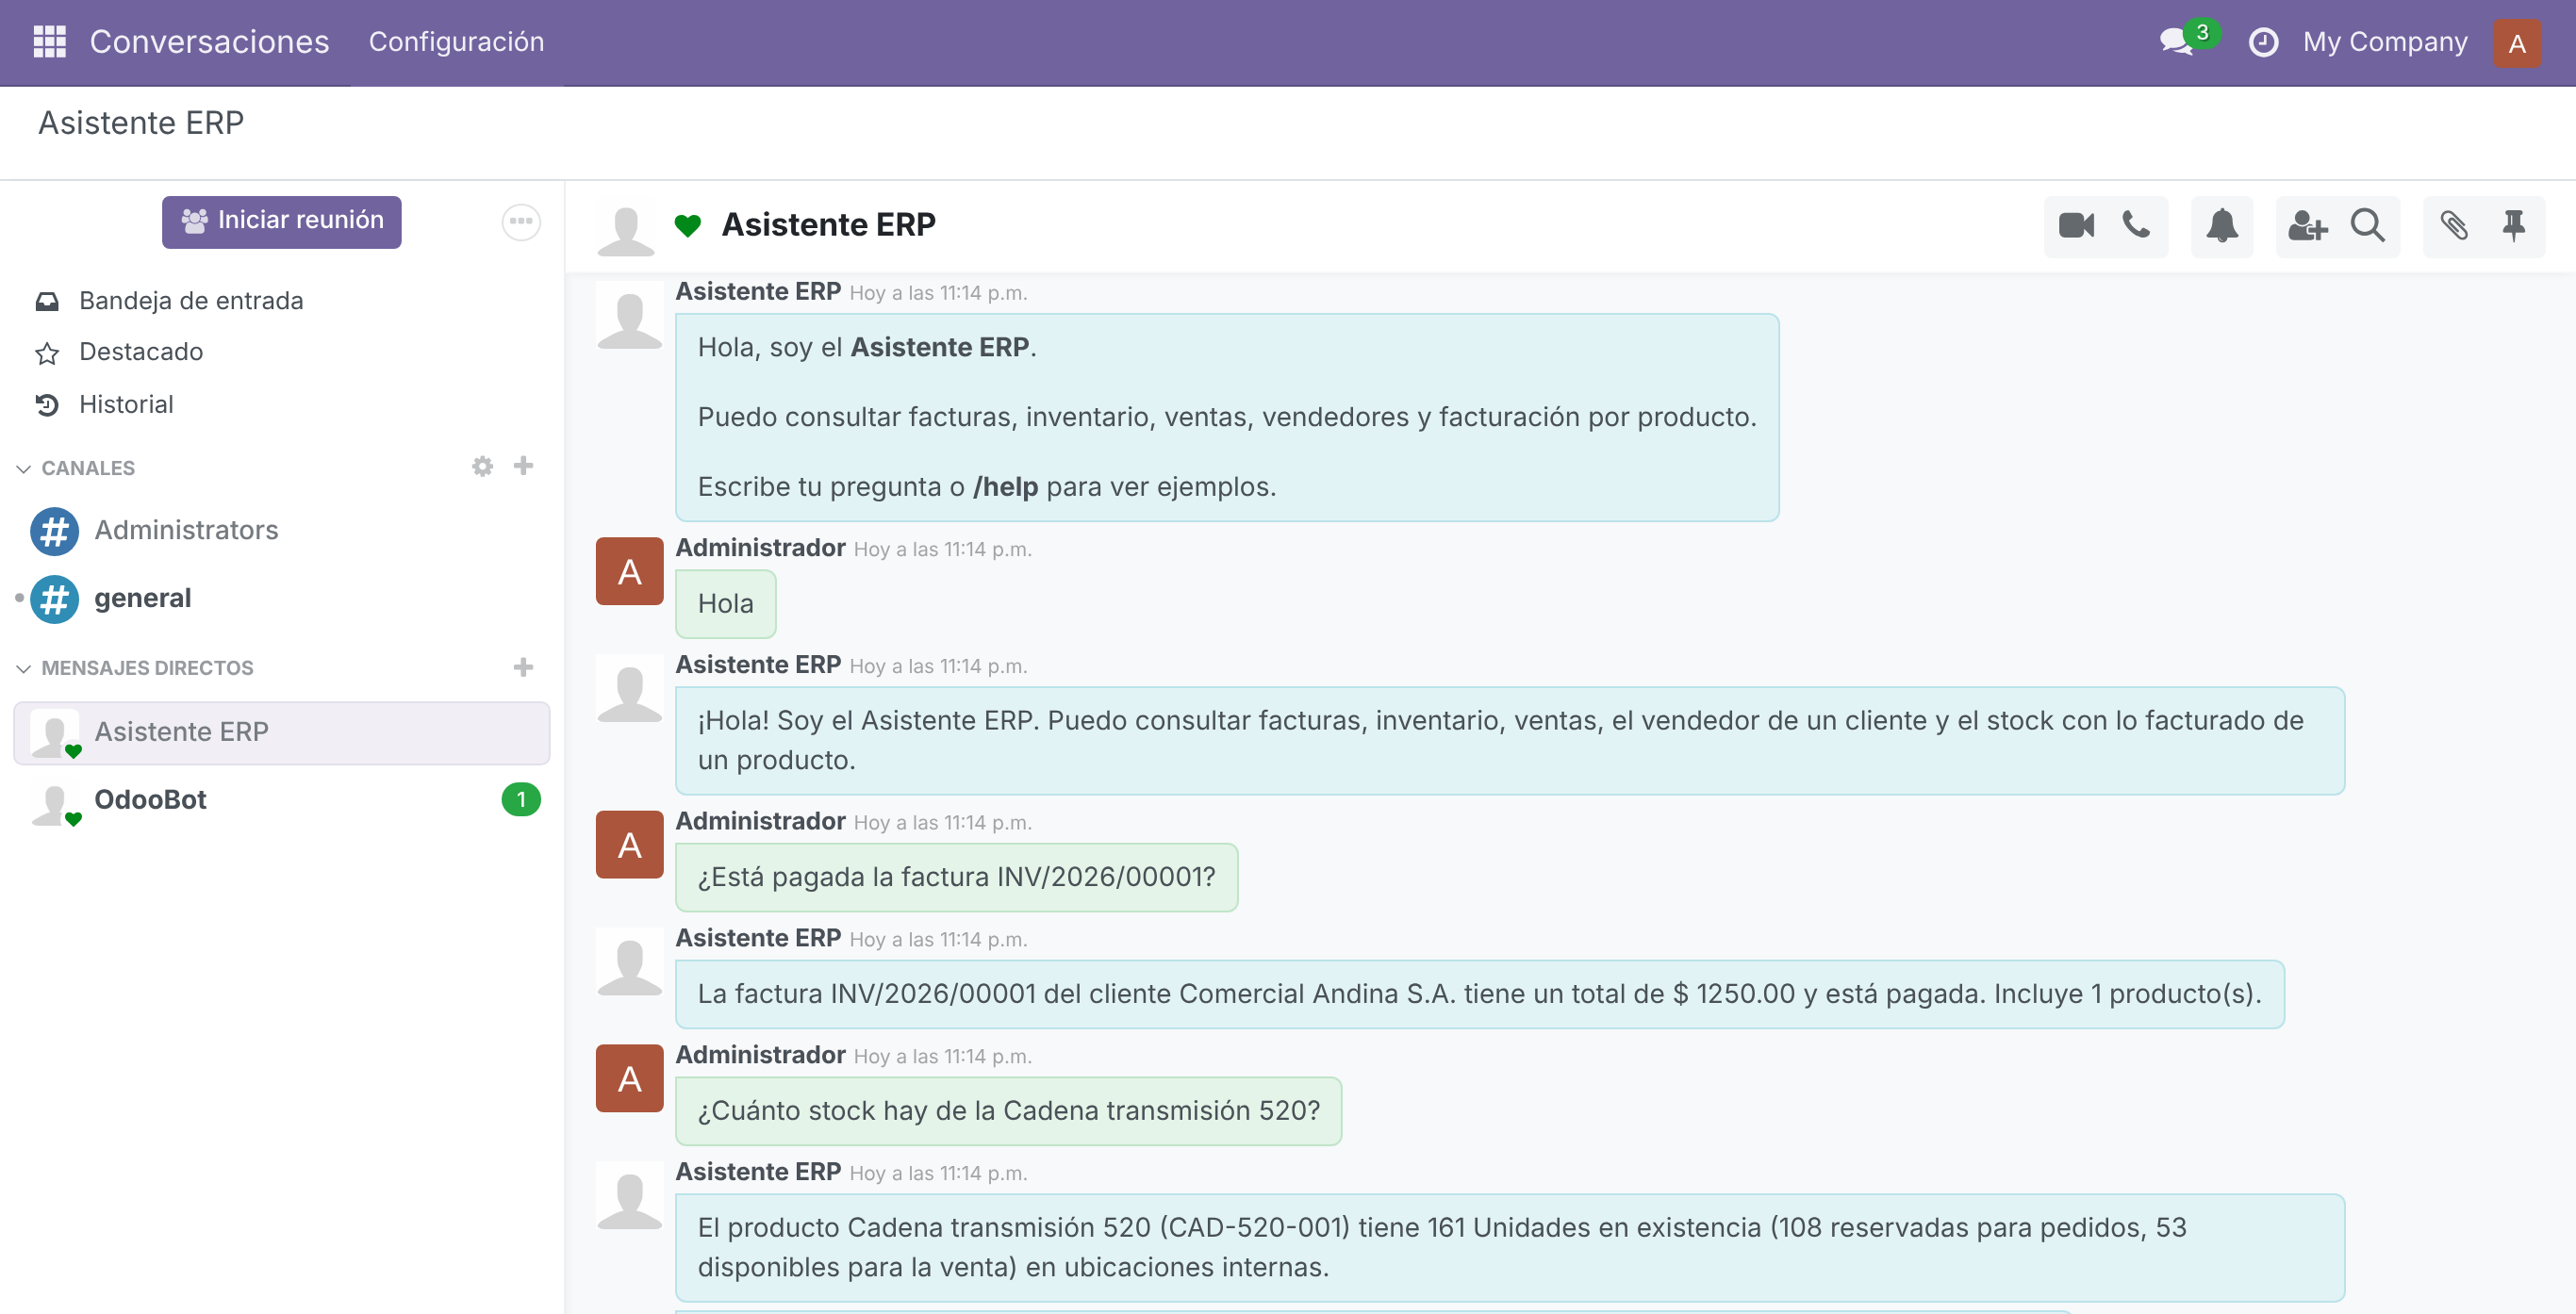 Conversaciones Configuración 3 My Company A
Asistente ERP
Iniciar reunión
Bandeja de entrada
Destacado
Historial
CANALES
# Administrators
# general
MENSAJES DIRECTOS
Asistente ERP
OdooBot 1
Asistente ERP
Asistente ERP Hoy a las 11:14 p.m.
Hola, soy el Asistente ERP.
Puedo consultar facturas, inventario, ventas, vendedores y facturación por producto.
Escribe tu pregunta o /help para ver ejemplos.
A Administrador Hoy a las 11:14 p.m.
Hola
Asistente ERP Hoy a las 11:14 p.m.
¡Hola! Soy el Asistente ERP. Puedo consultar facturas, inventario, ventas, el vendedor de un cliente y el stock con lo facturado de
un producto.
A Administrador Hoy a las 11:14 p.m.
¿Está pagada la factura INV/2026/00001?
Asistente ERP Hoy a las 11:14 p.m.
La factura INV/2026/00001 del cliente Comercial Andina S.A. tiene un total de $ 1250.00 y está pagada. Incluye 1 producto(s).
A Administrador Hoy a las 11:14 p.m.
¿Cuánto stock hay de la Cadena transmisión 520?
Asistente ERP Hoy a las 11:14 p.m.
El producto Cadena transmisión 520 (CAD-520-001) tiene 161 Unidades en existencia (108 reservadas para pedidos, 53
disponibles para la venta) en ubicaciones internas.